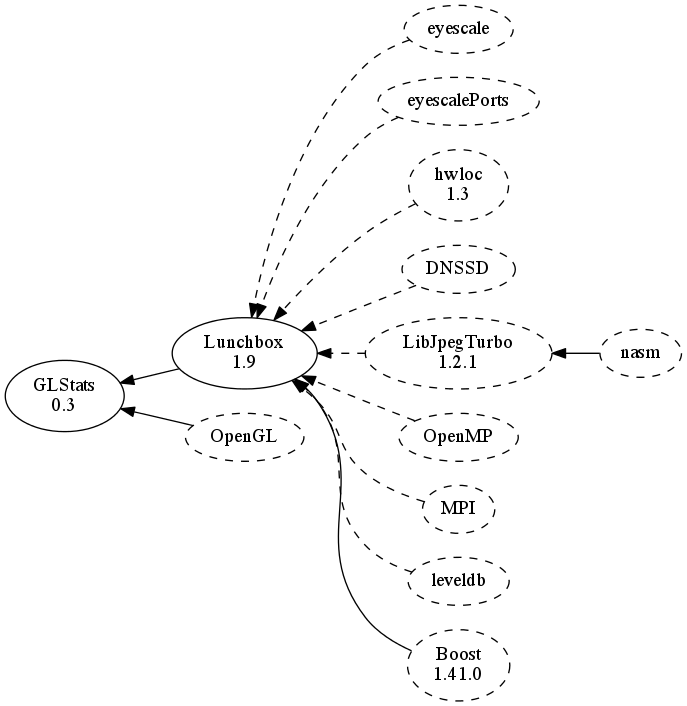 eyescale
eyescalePorts
hwloc
1.3
DNSSD
Lunchbox
1.9
LibJpegTurbo
1.2.1
nasm
GLStats
0.3
OpenGL
OpenMP
MPI
leveldb
Boost
1.41.0